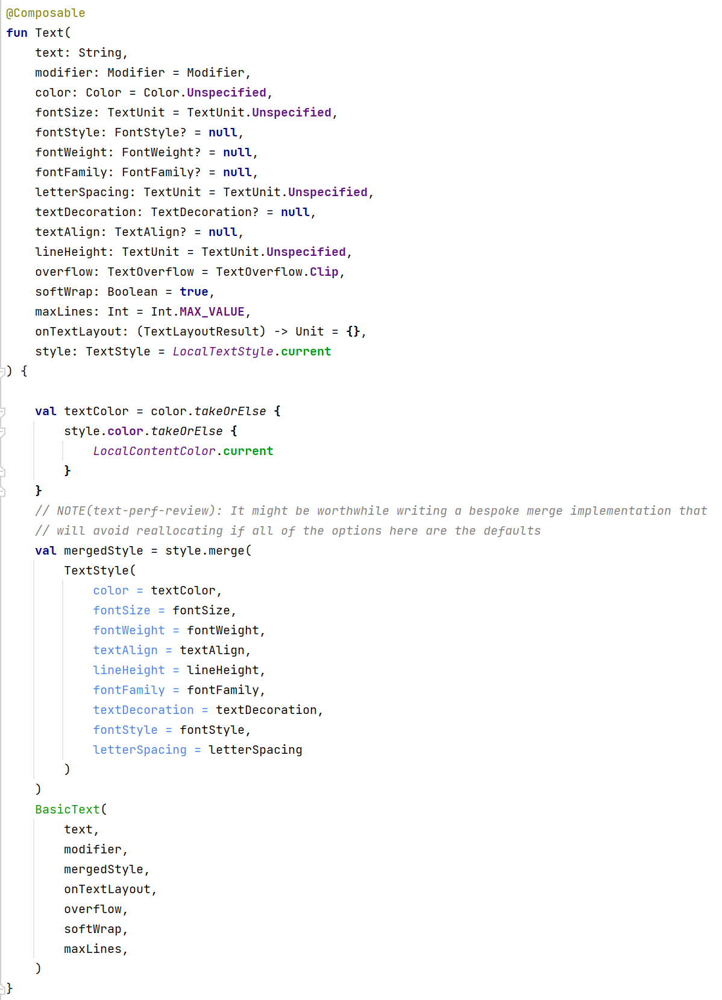 @Composable
fun Text(
    text: String,
    modifier: Modifier = Modifier,
    color: Color = Color.Unspecified,
    fontSize: TextUnit = TextUnit.Unspecified,
    fontStyle: FontStyle? = null,
    fontWeight: FontWeight? = null,
    fontFamily: FontFamily? = null,
    letterSpacing: TextUnit = TextUnit.Unspecified,
    textDecoration: TextDecoration? = null,
    textAlign: TextAlign? = null,
    lineHeight: TextUnit = TextUnit.Unspecified,
    overflow: TextOverflow = TextOverflow.Clip,
    softWrap: Boolean = true,
    maxLines: Int = Int.MAX_VALUE,
    onTextLayout: (TextLayoutResult) -> Unit = {},
    style: TextStyle = LocalTextStyle.current
) {

    val textColor = color.takeOrElse {
        style.color.takeOrElse {
            LocalContentColor.current
        }
    }
    // NOTE(text-perf-review): It might be worthwhile writing a bespoke merge implementation that
    // will avoid reallocating if all of the options here are the defaults
    val mergedStyle = style.merge(
        TextStyle(
            color = textColor,
            fontSize = fontSize,
            fontWeight = fontWeight,
            textAlign = textAlign,
            lineHeight = lineHeight,
            fontFamily = fontFamily,
            textDecoration = textDecoration,
            fontStyle = fontStyle,
            letterSpacing = letterSpacing
        )
    )
    BasicText(
        text,
        modifier,
        mergedStyle,
        onTextLayout,
        overflow,
        softWrap,
        maxLines,
    )
}